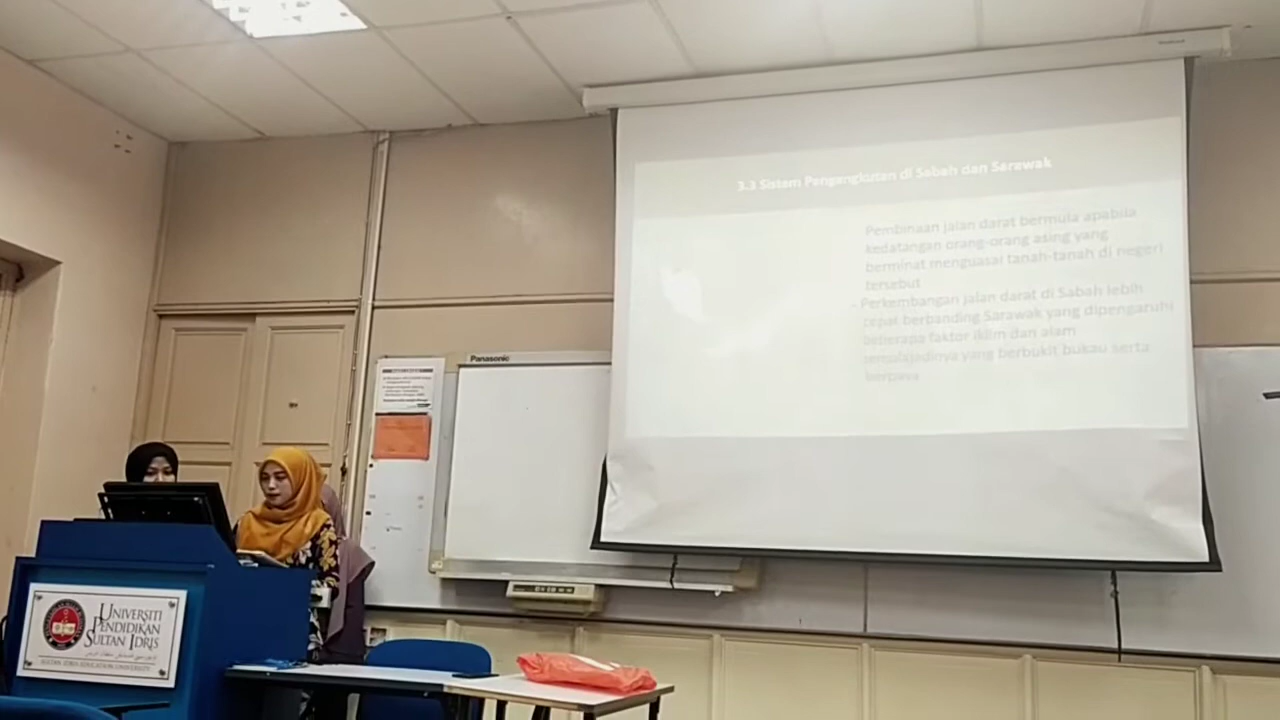 3.3 Sistem Pengangkutan di Sabah dan Sarawak
Pembinaan jalan darat bermula apabila
kedatangan orang-orang asing yang
berminat menguasai tanah-tanah di negeri
tersebut
Perkembangan jalan darat di Sabah lebih
cepat berbanding Sarawak yang dipengaruhi
beberapa faktor iklim dan alam
semulajadinya yang berbukit bukau serta
berpaya
Panasonic
UNIVERSITI
PENDIDIKAN
SULTAN IDRIS
SULTAN IDRIS EDUCATION UNIVERSITY